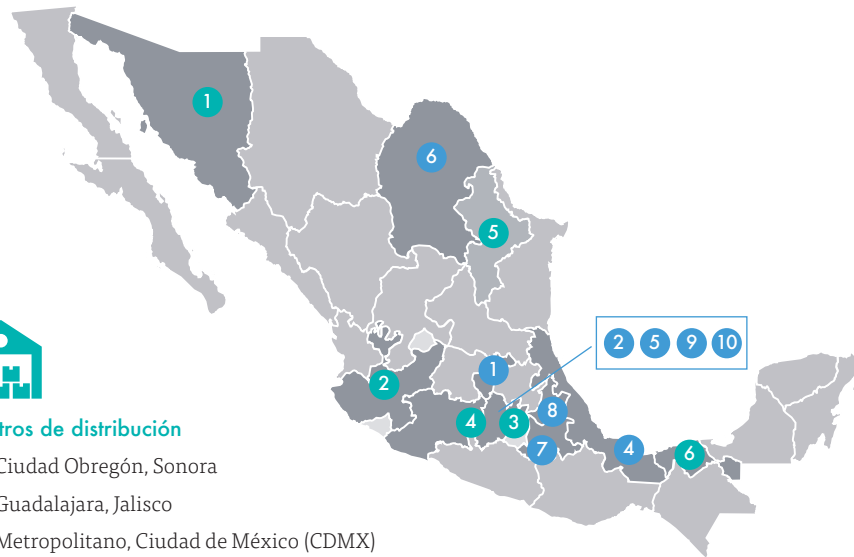 1
6
5
2 5 9 10
1
2
8
4 3
7 4 6
tros de distribución
Ciudad Obregón, Sonora
Guadalajara, Jalisco
Metropolitano, Ciudad de México (CDMX)